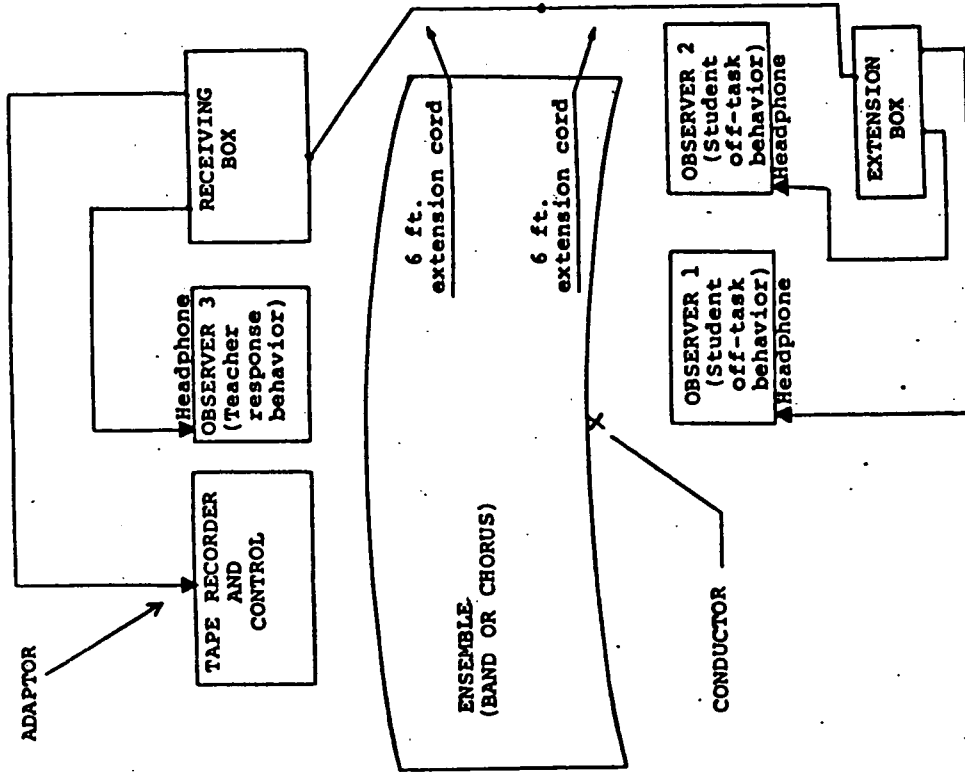 ADAPTOR
TAPE RECORDER
AND
CONTROL
Headphone
OBSERVER 3
(Teacher
response
behavior)
RECEIVING
BOX
6 ft.
extension cord
6 ft.
extension cord
ENSEMBLE
(BAND OR CHORUS)
CONDUCTOR
OBSERVER 1
(Student
off-task
behavior)
Headphone
OBSERVER 2
(Student
off-task
behavior)
Headphone
EXTENSION
BOX